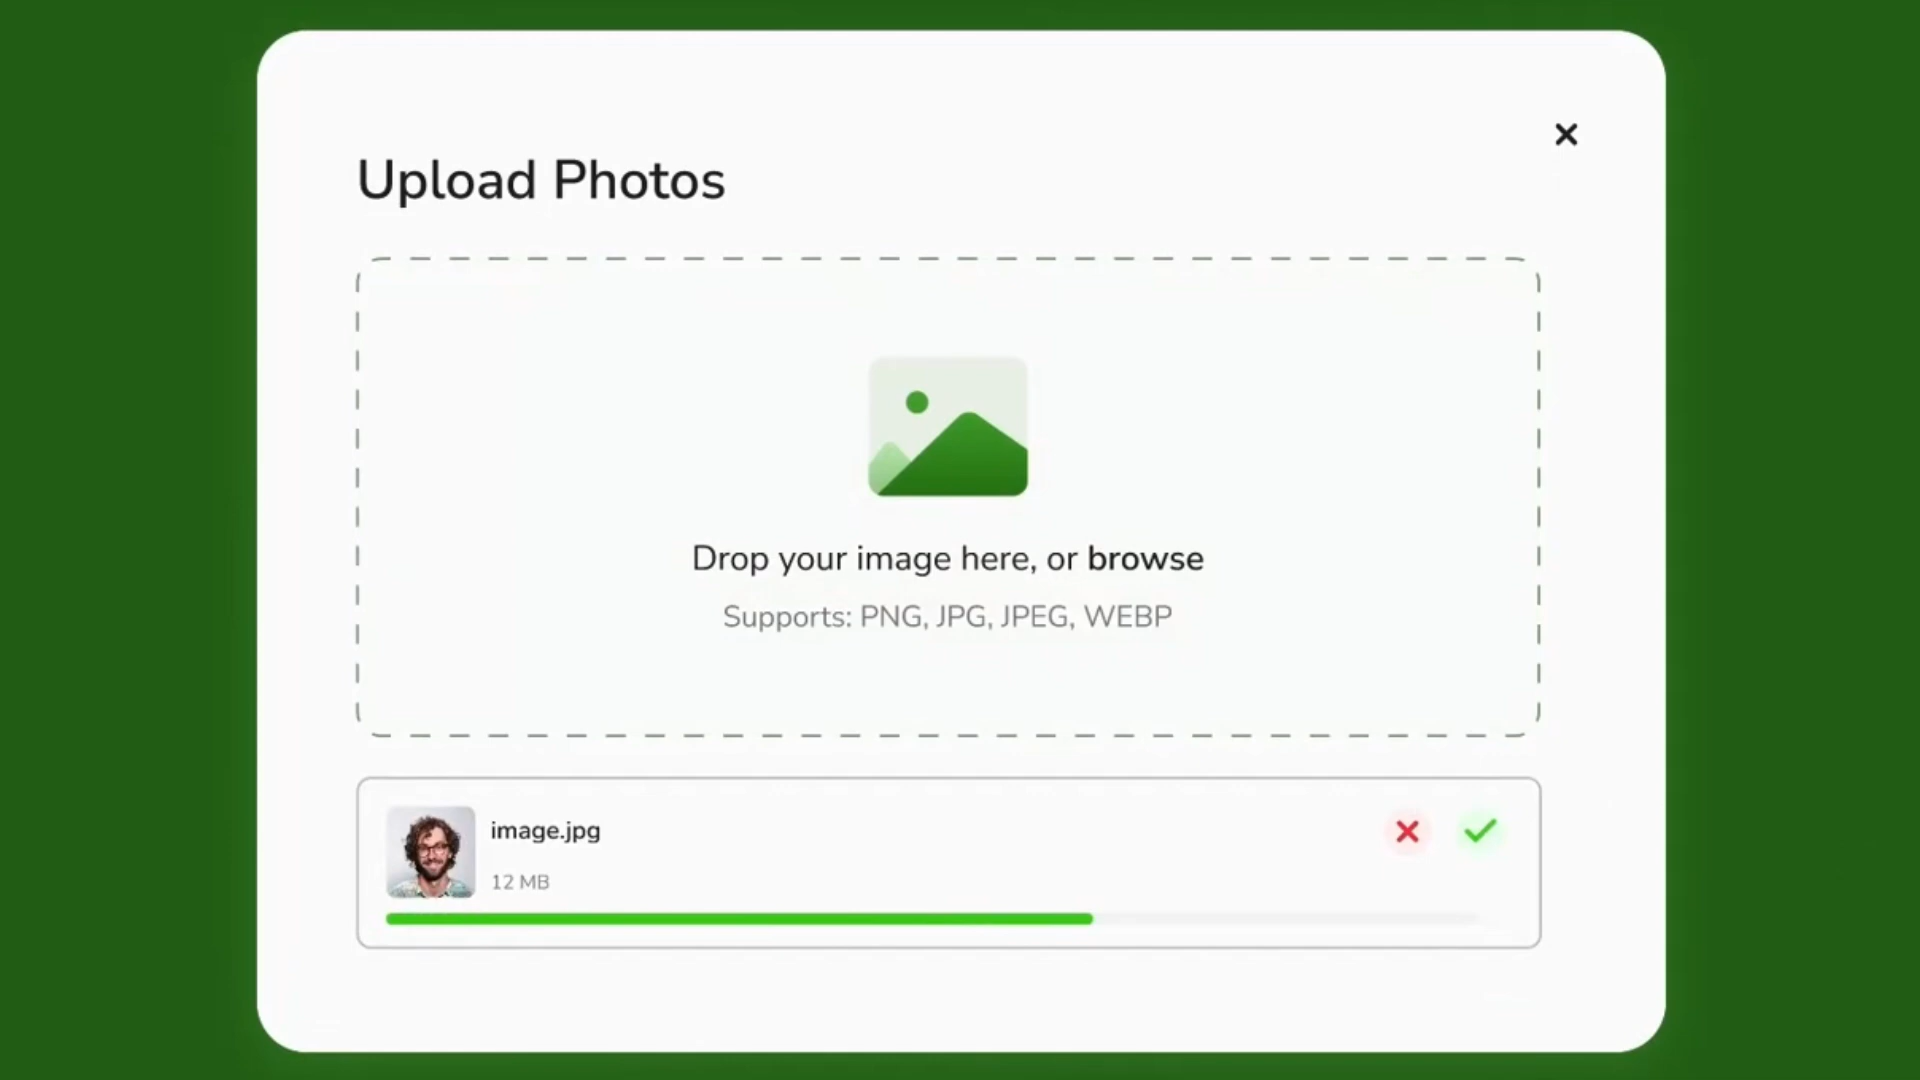 Upload Photos
Drop your image here, or browse
Supports: PNG, JPG, JPEG, WEBP
image.jpg
12 MB